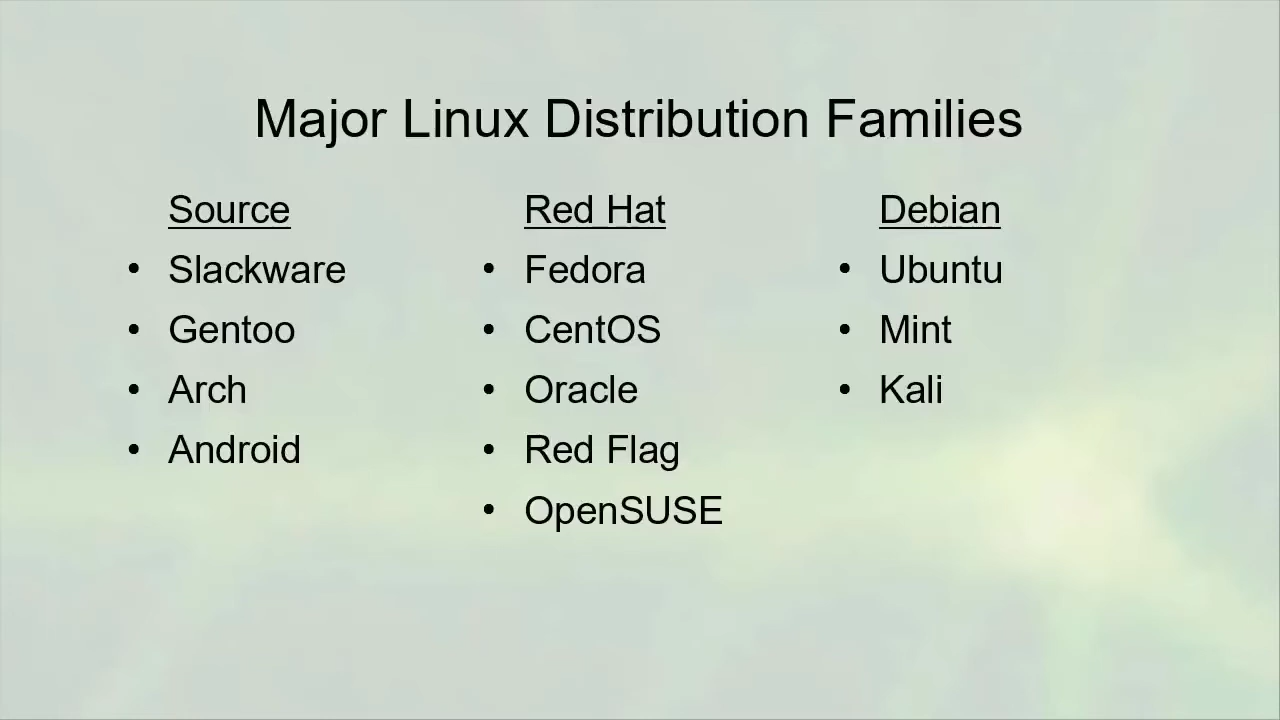 Major Linux Distribution Families
Source
• Slackware
• Gentoo
• Arch
• Android
Red Hat
• Fedora
• CentOS
• Oracle
• Red Flag
• OpenSUSE
Debian
• Ubuntu
• Mint
• Kali